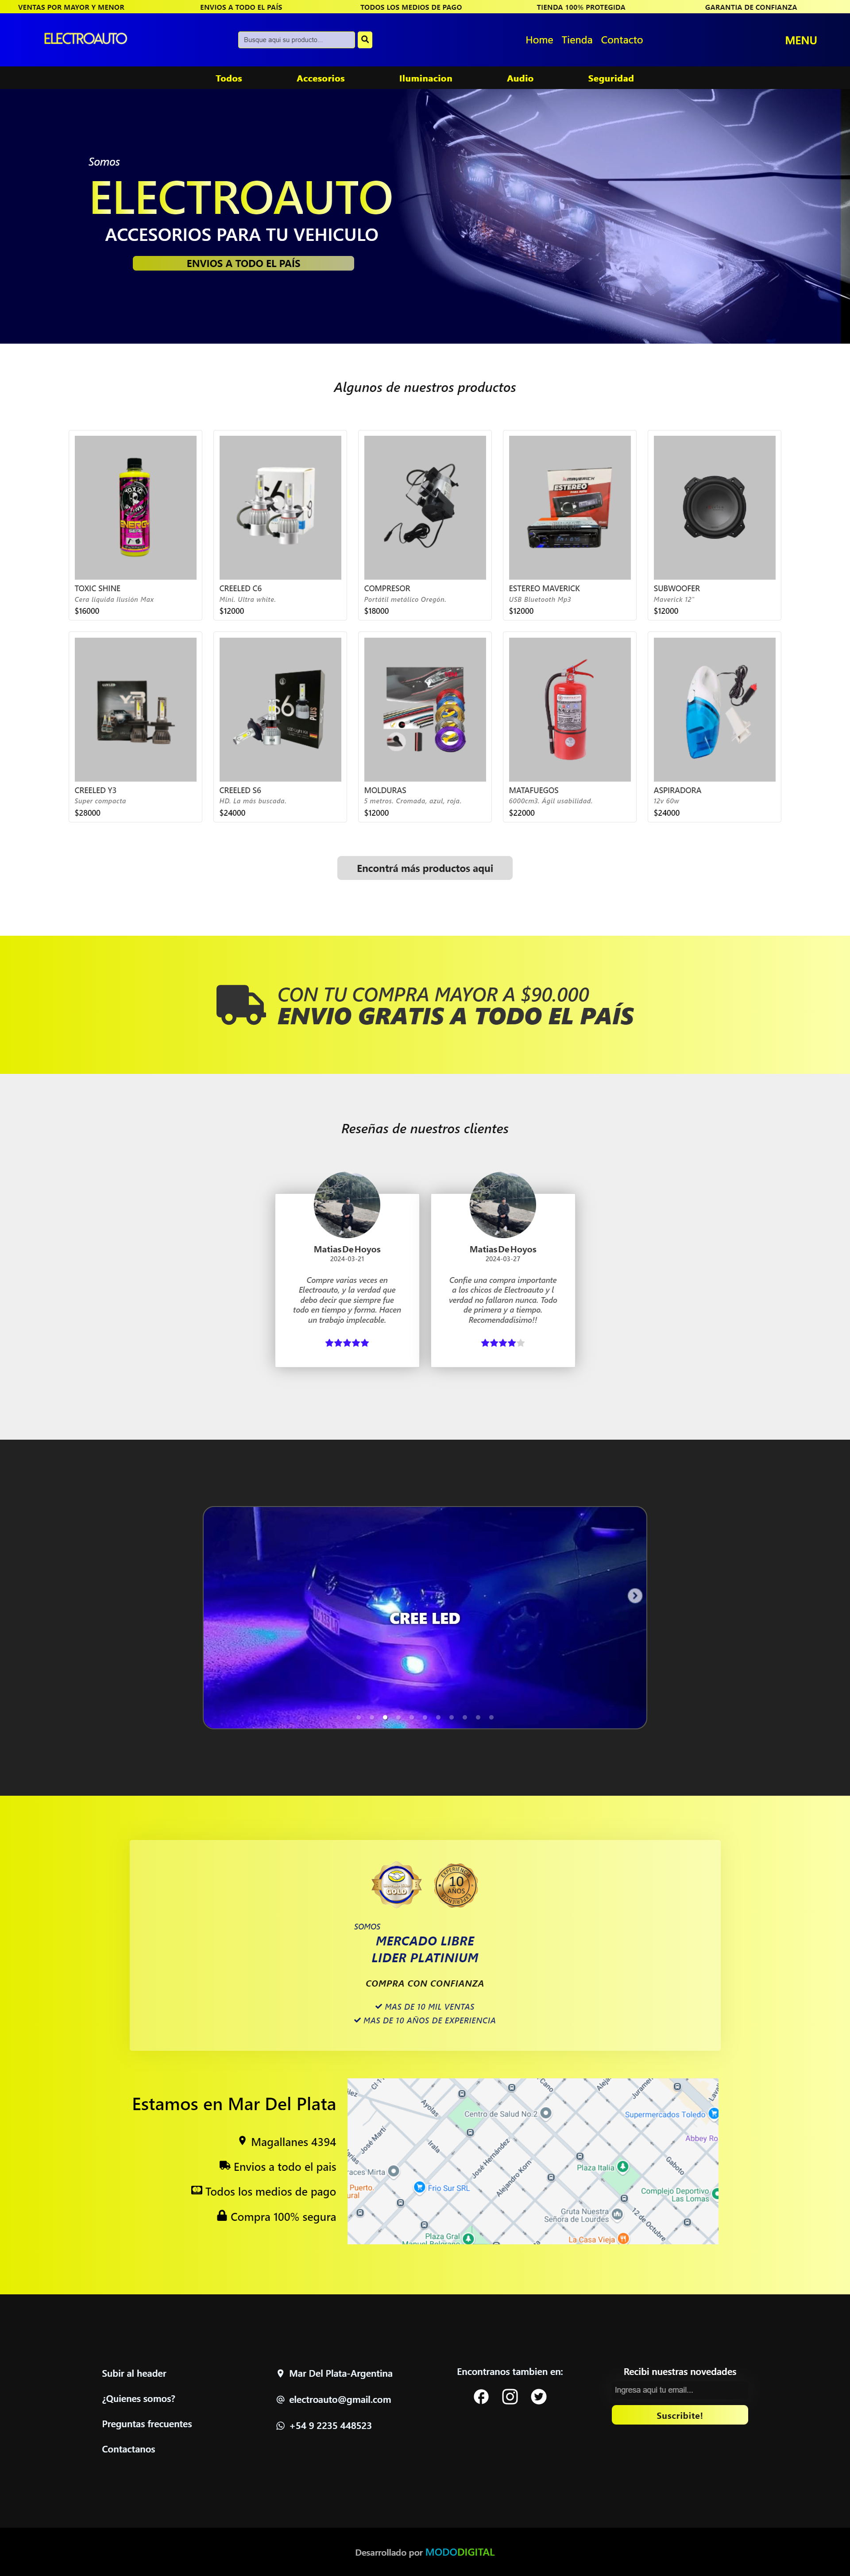 VENTAS POR MAYOR Y MENOR
ENVIOS A TODO EL PAÍS
TODOS LOS MEDIOS DE PAGO
TIENDA 100% PROTEGIDA
GARANTIA DE CONFIANZA
ELECTROAUTO
Busque aqui su producto...
Home Tienda Contacto
MENU
Todos
Accesorios
Iluminacion
Audio
Seguridad
Somos
ELECTROAUTO
ACCESORIOS PARA TU VEHICULO
ENVIOS A TODO EL PAÍS
Algunos de nuestros productos
TOXIC SHINE
Cera liquida Ilusión Max
$16000
CREELED C6
Mini. Ultra white.
$12000
COMPRESOR
Portátil metálico Oregón.
$18000
ESTEREO MAVERICK
USB Bluetooth Mp3
$12000
SUBWOOFER
Maverick 12"
$12000
CREELED Y3
Super compacta
$28000
CREELED S6
HD. La más buscada.
$24000
MOLDURAS
5 metros. Cromada, azul, roja.
$12000
MATAFUEGOS
6000cm3. Ágil usabilidad.
$22000
ASPIRADORA
12v 60w
$24000
Encontrá más productos aqui
CON TU COMPRA MAYOR A $90.000
ENVIO GRATIS A TODO EL PAÍS
Reseñas de nuestros clientes
Matias De Hoyos
2024-03-21
Compre varias veces en
Electroauto, y la verdad que
debo decir que siempre fue
todo en tiempo y forma. Hacen
un trabajo implecable.
Matias De Hoyos
2024-03-27
Confie una compra importante
a los chicos de Electroauto y l
verdad no fallaron nunca. Todo
de primera y a tiempo.
Recomendadisimo!!
CREE LED
GOLD
EXPERIENCIA
10
AÑOS
SOMOS
MERCADO LIBRE
LIDER PLATINIUM
COMPRA CON CONFIANZA
MAS DE 10 MIL VENTAS
MAS DE 10 AÑOS DE EXPERIENCIA
Estamos en Mar Del Plata
Magallanes 4394
Envios a todo el pais
Todos los medios de pago
Compra 100% segura
Centro de Salud No.2
Supermercados Toledo
Abbey Ro
Ayolas
Irala
José Martí
José Hernández
Alejandro Korn
Plaza Italia
Gaboto
Frio Sur SRL
Complejo Deportivo
Las Lomas
Gruta Nuestra
Señora de Lourdes
12 de Octubre
Plaza Gral
Manuel Belgrano
La Casa Vieja
Subir al header
¿Quienes somos?
Preguntas frecuentes
Contactanos
Mar Del Plata-Argentina
electroauto@gmail.com
+54 9 2235 448523
Encontranos tambien en:
Recibi nuestras novedades
Ingresa aqui tu email...
Suscribite!
Desarrollado por MODODIGITAL